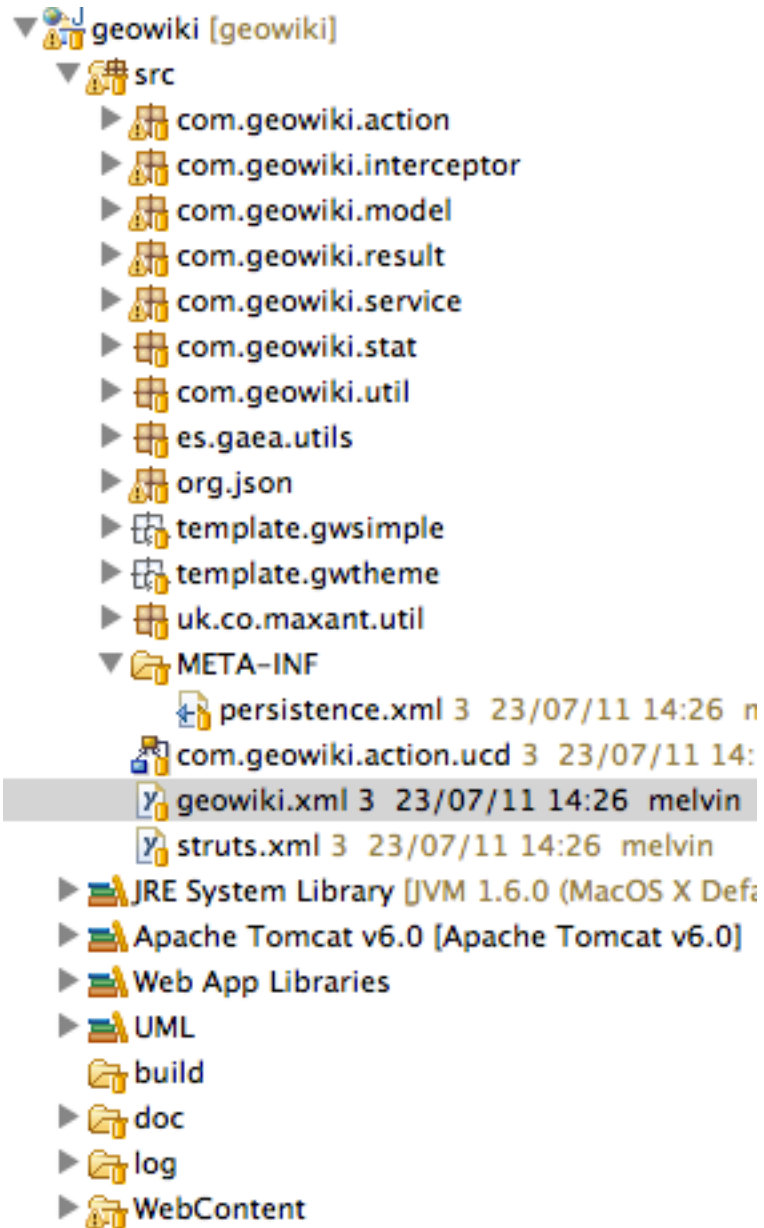 geowiki [geowiki]
src
com.geowiki.action
com.geowiki.interceptor
com.geowiki.model
com.geowiki.result
com.geowiki.service
com.geowiki.stat
com.geowiki.util
es.gaea.utils
org.json
template.gwsimple
template.gwtheme
uk.co.maxant.util
META-INF
persistence.xml 3 23/07/11 14:26
com.geowiki.action.ucd 3 23/07/11 14:
geowiki.xml 3 23/07/11 14:26 melvin
struts.xml 3 23/07/11 14:26 melvin
JRE System Library [JVM 1.6.0 (MacOS X Defa
Apache Tomcat v6.0 [Apache Tomcat v6.0]
Web App Libraries
UML
build
doc
log
WebContent